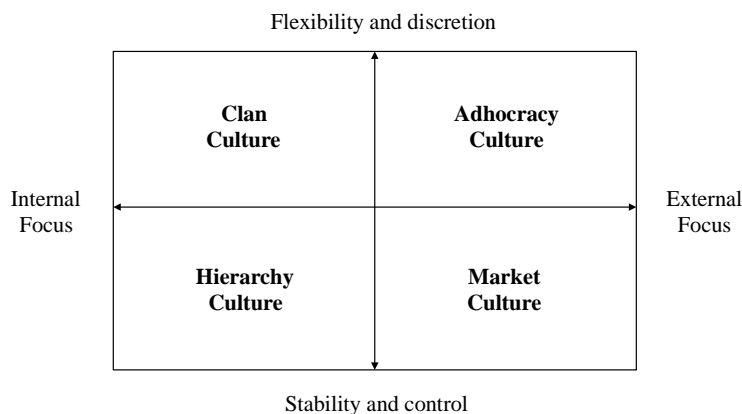 Flexibility and discretion
Clan
Culture
Adhocracy
Culture
Internal
Focus
External
Focus
Hierarchy
Culture
Market
Culture
Stability and control